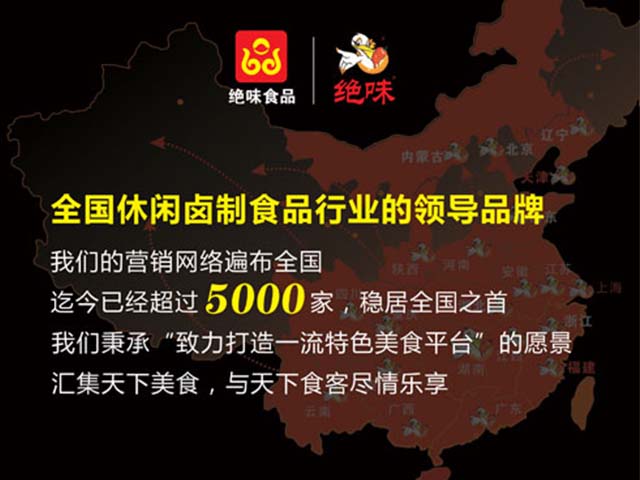 绝味食品
绝味
全国休闲卤制食品行业的领导品牌
我们的营销网络遍布全国
迄今已经超过5000家，稳居全国之首
我们秉承“致力打造一流特色美食平台”的愿景
汇集天下美食，与天下食客尽情乐享
辽宁
内蒙古
北京
天津
陕西
河南
安徽
江苏
上海
四川
浙江
湖南
福建
云南
广西
广东